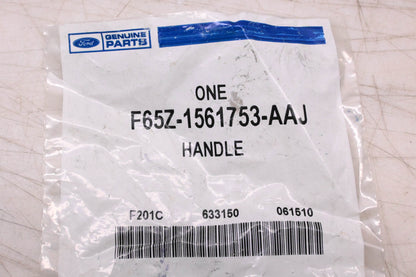 Ford
GENUINE
PARTS
ONE
F65Z-1561753-AAJ
HANDLE
F201C 633150 061510